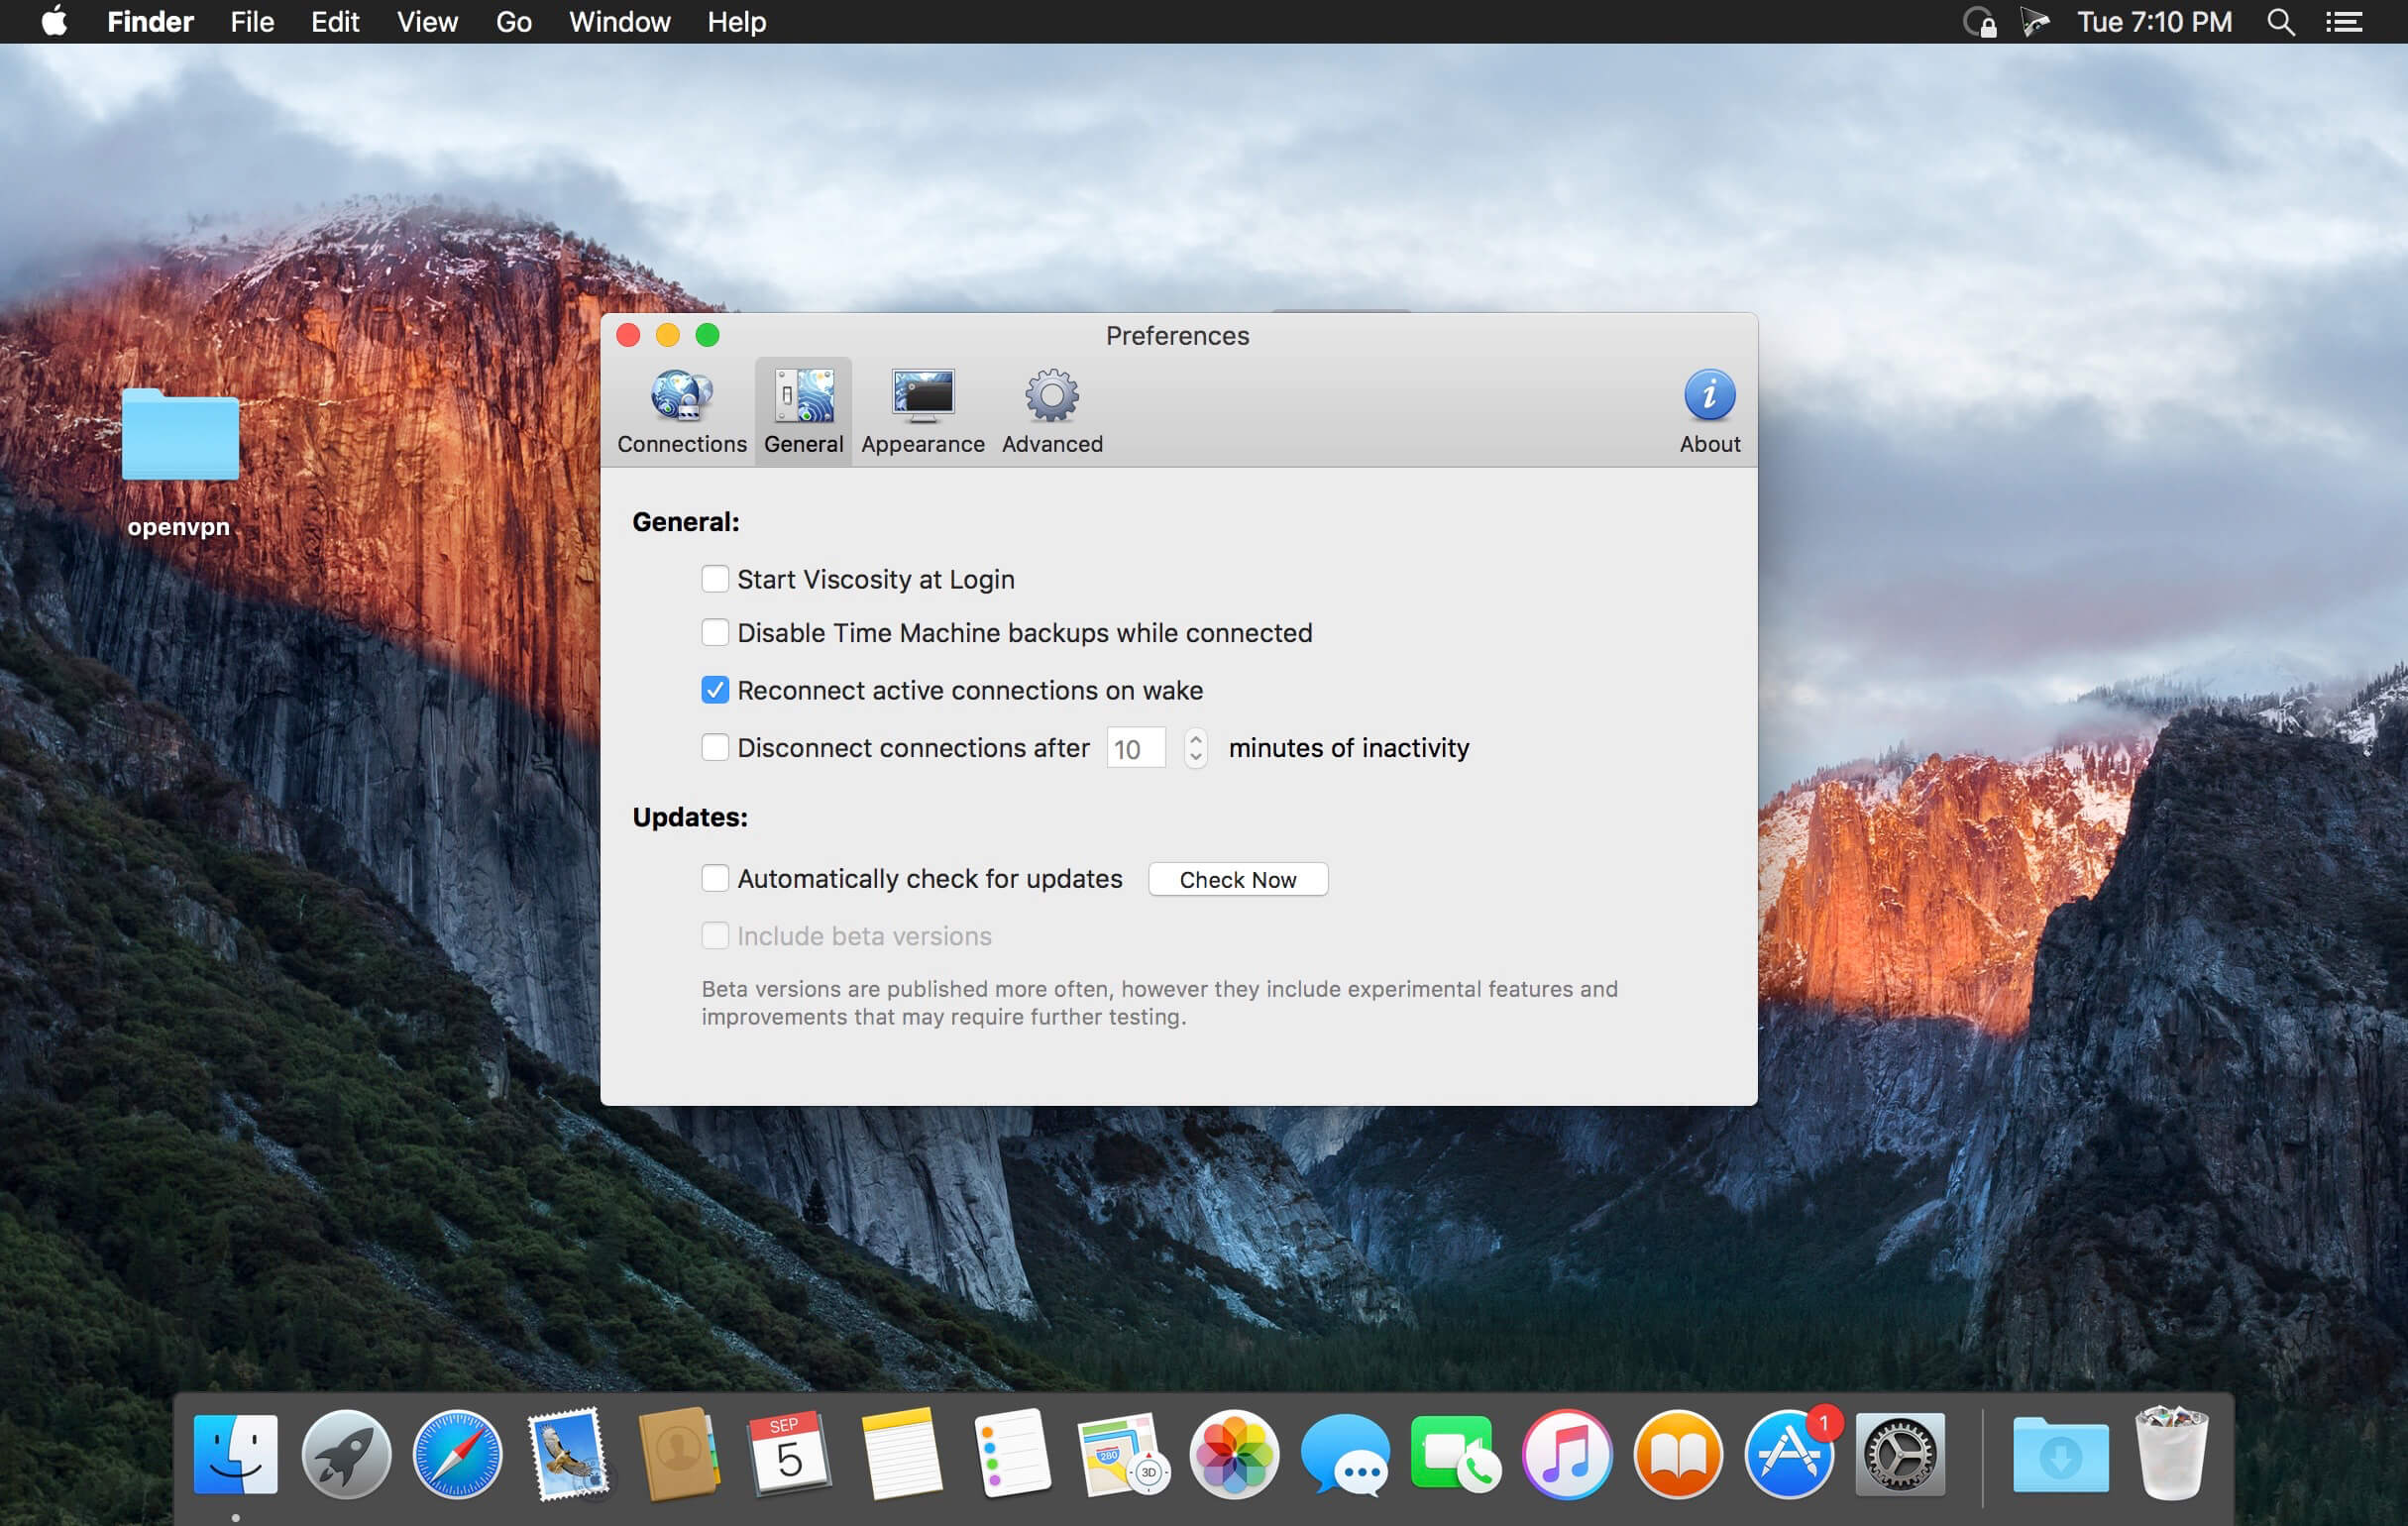 Finder File Edit View Go Window Help Tue 7:10 PM
Preferences
Connections General Appearance Advanced About
openvpn
General:
Start Viscosity at Login
Disable Time Machine backups while connected
Reconnect active connections on wake
Disconnect connections after 10 minutes of inactivity
Updates:
Automatically check for updates Check Now
Include beta versions
Beta versions are published more often, however they include experimental features and
improvements that may require further testing.
SEP
5
280
3D
1